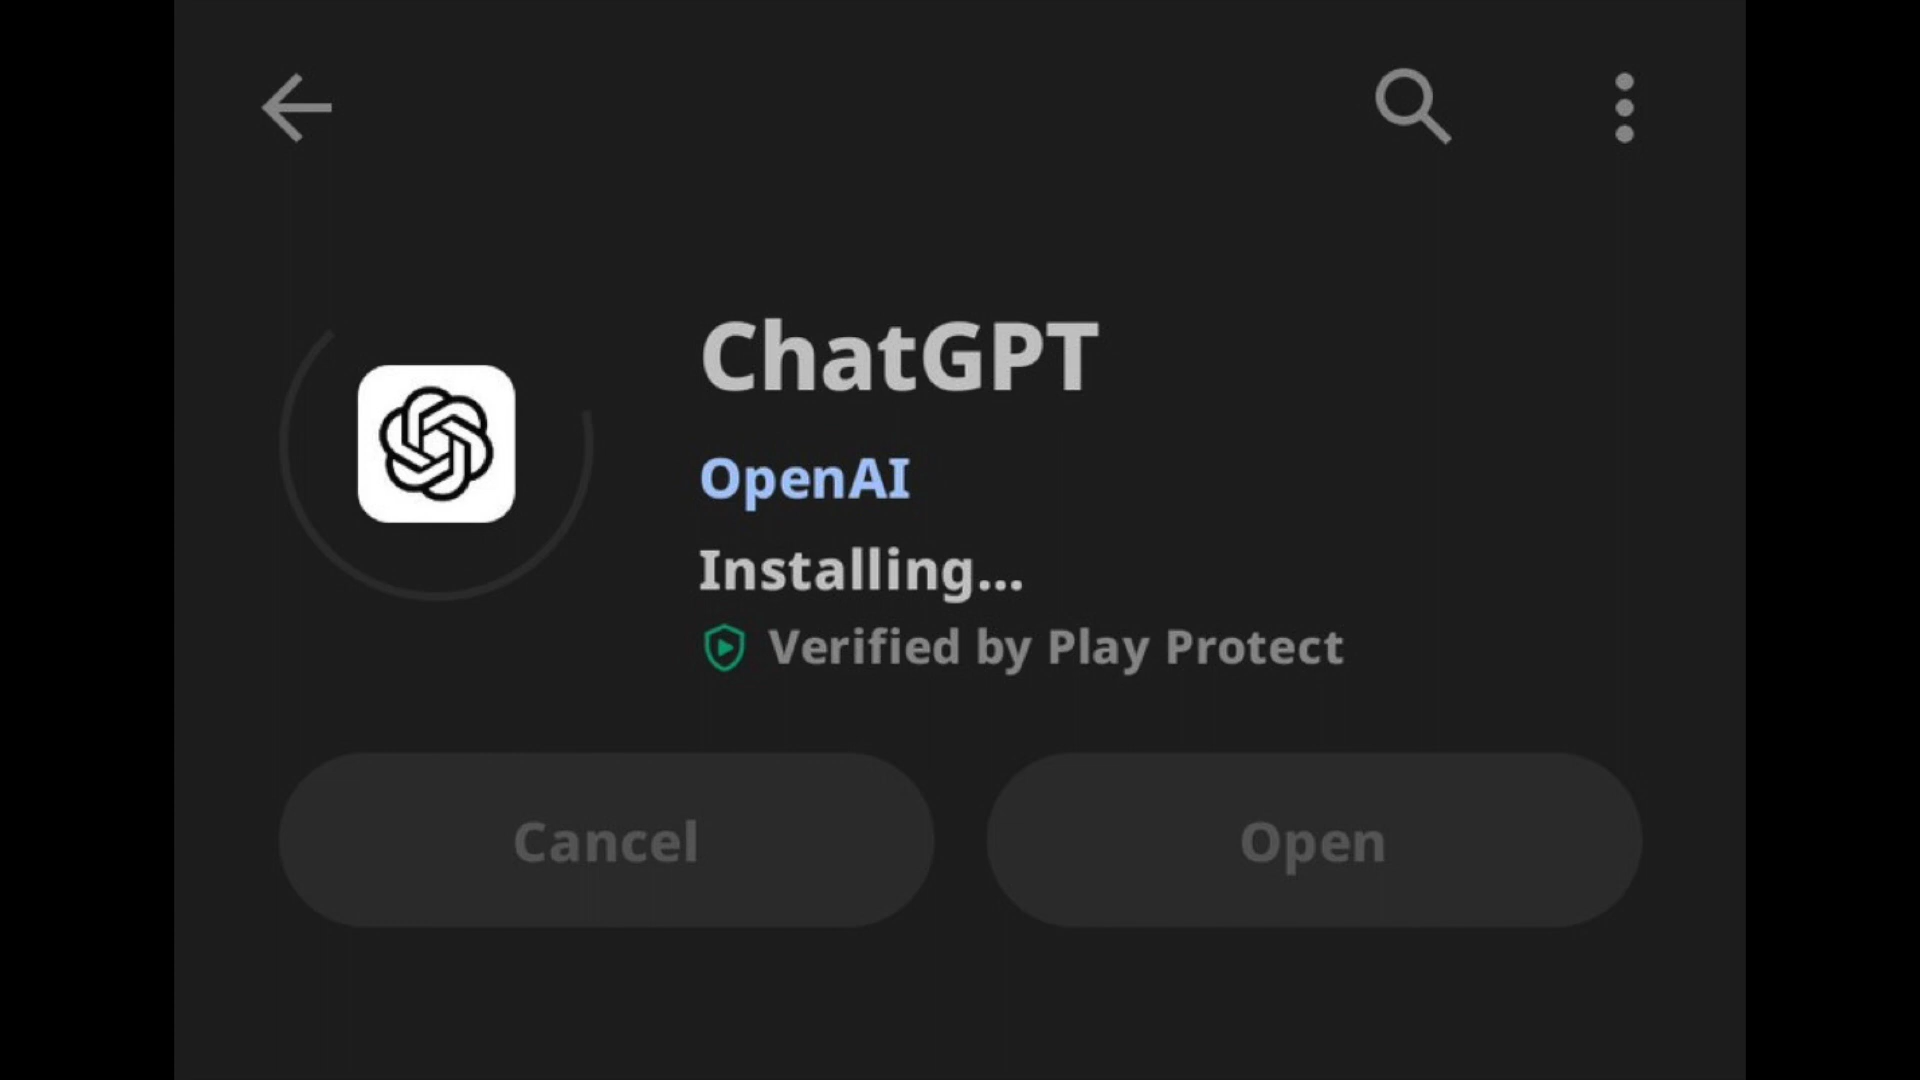 ChatGPT
OpenAI
Installing...
Verified by Play Protect
Cancel
Open